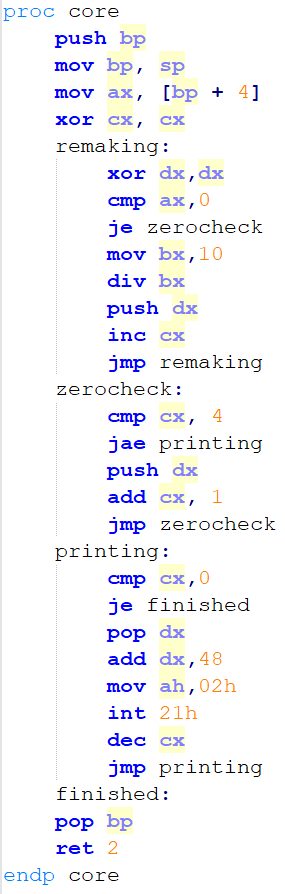 proc core
push bp
mov bp, sp
mov ax, [bp + 4]
xor cx, cx
remaking:
xor dx,dx
cmp ax,0
je zerocheck
mov bx,10
div bx
push dx
inc cx
jmp remaking
zerocheck:
cmp cx, 4
jae printing
push dx
add cx, 1
jmp zerocheck
printing:
cmp cx,0
je finished
pop dx
add dx,48
mov ah,02h
int 21h
dec cx
jmp printing
finished:
pop bp
ret 2
endp core